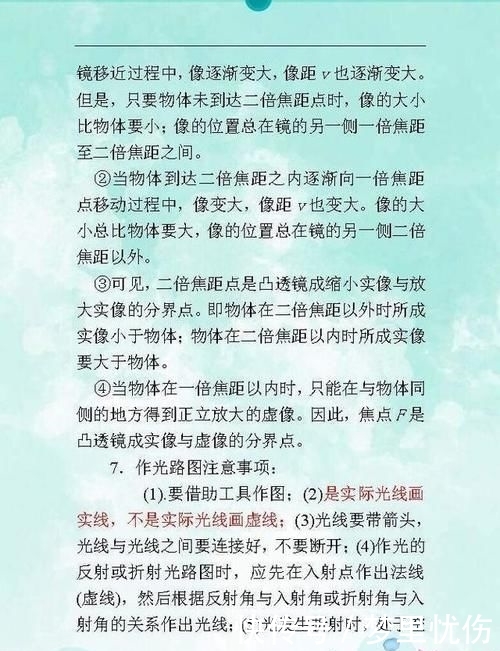 镜移近过程中，像逐渐变大，像距 v 也逐渐变大。
但是，只要物体未到达二倍焦距点时，像的大小
比物体要小；像的位置总在镜的另一侧一倍焦距
至二倍焦距之间。
②当物体到达二倍焦距之内逐渐向一倍焦距
点移动过程中，像变大，像距 v 也变大。像的大
小总比物体要大，像的位置总在镜的另一侧二倍
焦距以外。
③可见，二倍焦距点是凸透镜成缩小实像与放
大实像的分界点。即物体在二倍焦距以外时所成
实像小于物体；物体在二倍焦距以内时所成实像
要大于物体。
④当物体在一倍焦距以内时，只能在与物体同
侧的地方得到正立放大的虚像。因此，焦点 F 是
凸透镜成实像与虚像的分界点。
7．作光路图注意事项：
(1).要借助工具作图；(2)是实际光线画
实线，不是实际光线画虚线；(3)光线要带箭头，
光线与光线之间要连接好，不要断开；(4)作光的
反射或折射光路图时，应先在入射点作出法线
(虚线)，然后根据反射角与入射角或折射角与入
射角的关系作出光线；(5)光发生折射时，处于空
梦里忧伤